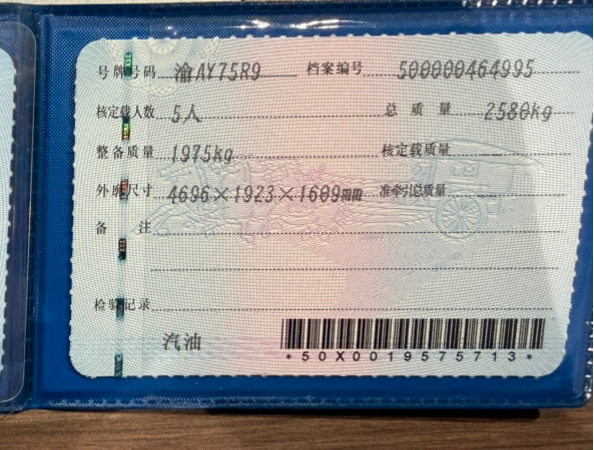 号牌号码 渝AY75R9 档案编号 500000464995
核定载人数 5人 总质量 2580kg
整备质量 1975kg 核定载质量 --
外廓尺寸 4696×1923×1609mm 准牵引总质量 --
备注
检验记录
汽油
*50X0019575713*